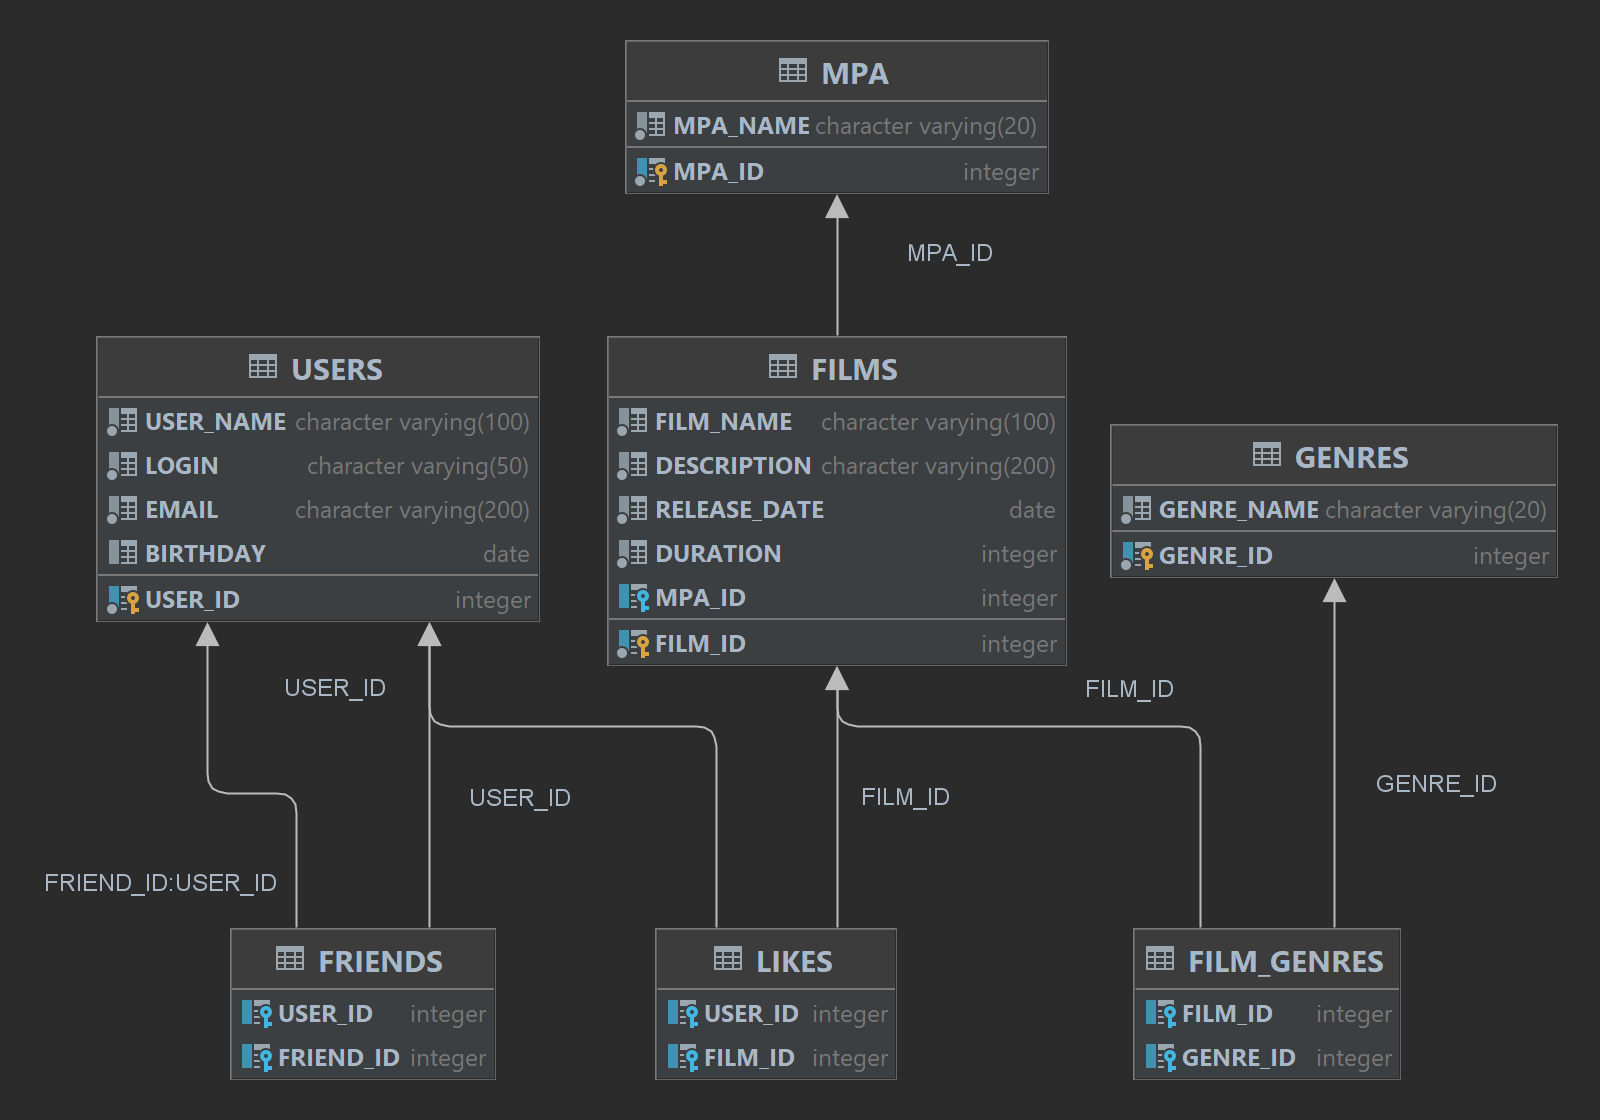 MPA
MPA_NAME character varying(20)
MPA_ID integer
MPA_ID
USERS
USER_NAME character varying(100)
LOGIN character varying(50)
EMAIL character varying(200)
BIRTHDAY date
USER_ID integer
FILMS
FILM_NAME character varying(100)
DESCRIPTION character varying(200)
RELEASE_DATE date
DURATION integer
MPA_ID integer
FILM_ID integer
GENRES
GENRE_NAME character varying(20)
GENRE_ID integer
USER_ID
FILM_ID
USER_ID
FILM_ID
GENRE_ID
FRIEND_ID:USER_ID
FRIENDS
USER_ID integer
FRIEND_ID integer
LIKES
USER_ID integer
FILM_ID integer
FILM_GENRES
FILM_ID integer
GENRE_ID integer